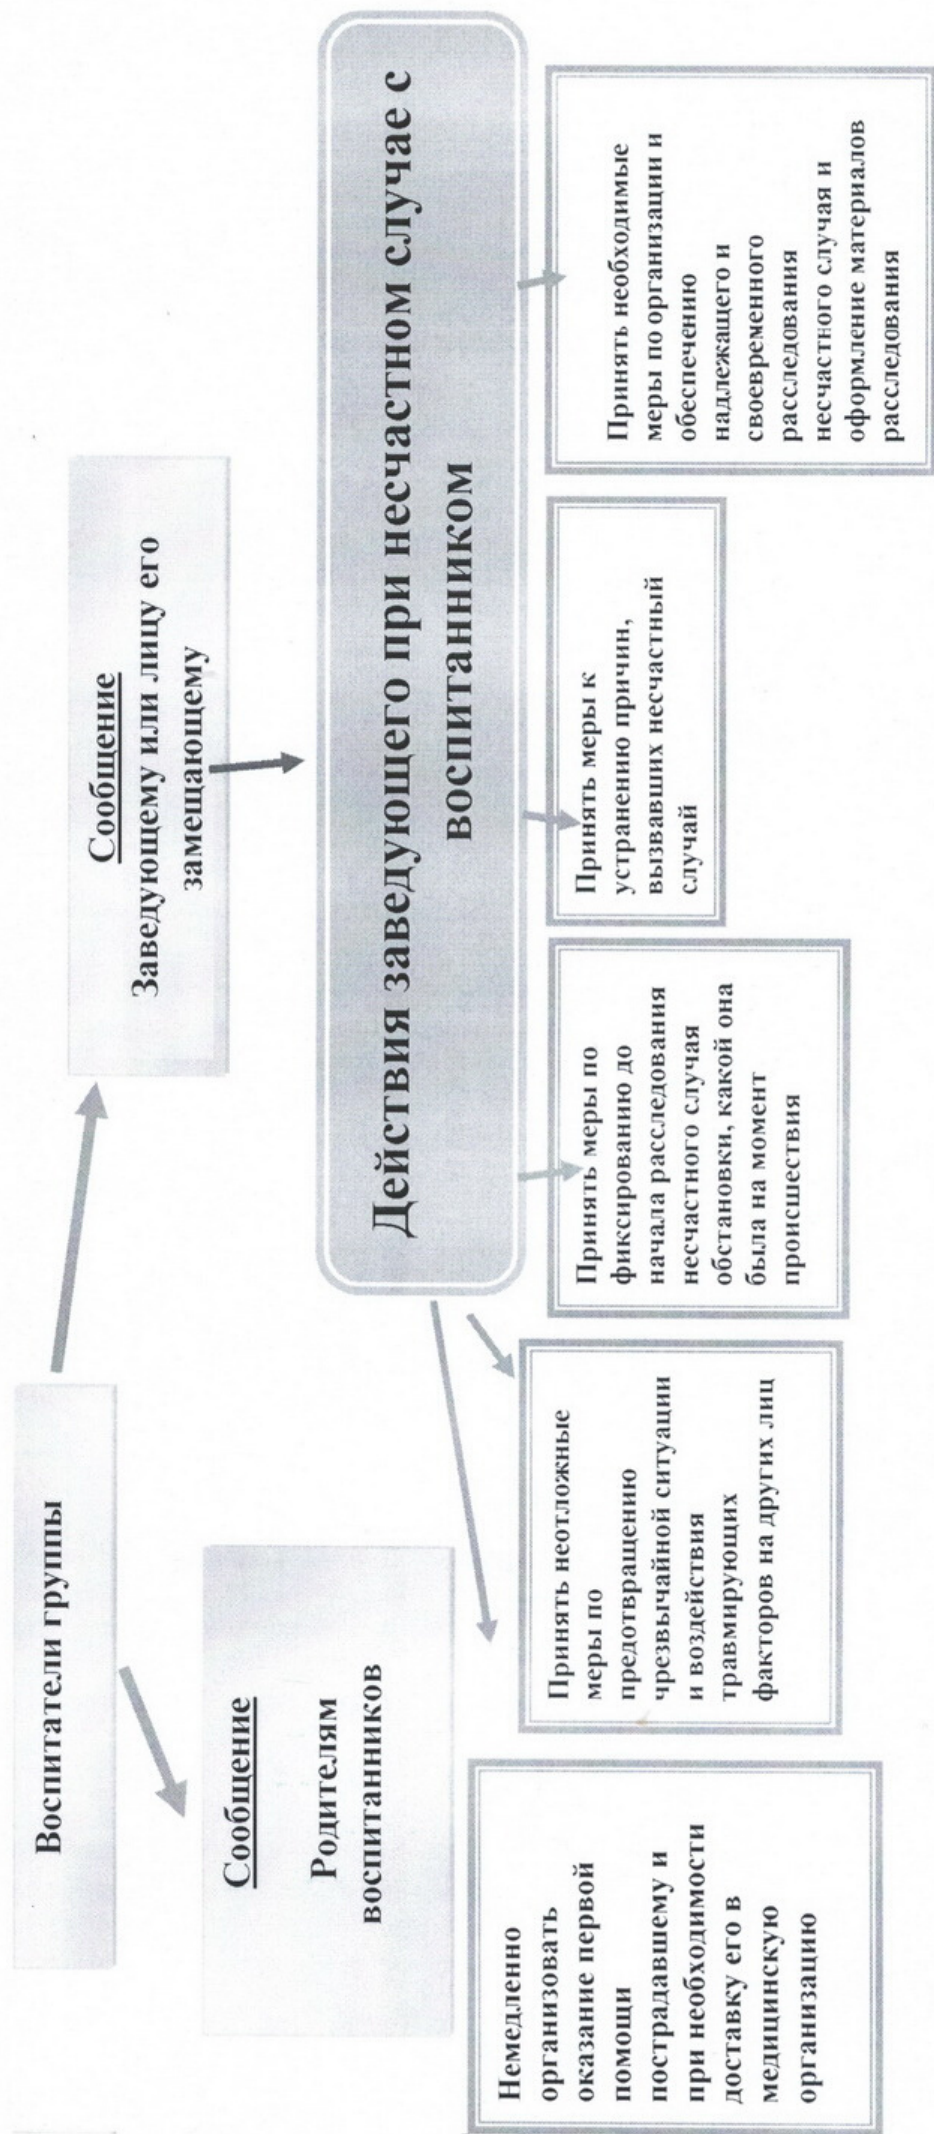 Воспитатели группы
Сообщение
Родителям
воспитанников
Сообщение
Заведующему или лицу его
замещающему
Действия заведующего при несчастном случае с
воспитанником
Немедленно
организовать
оказание первой
помощи
пострадавшему и
при необходимости
доставку его в
медицинскую
организацию
Принять неотложные
меры по
предотвращению
чрезвычайной ситуации
и воздействия
травмирующих
факторов на других лиц
Принять меры по
фиксированию до
начала расследования
несчастного случая
обстановки, какой она
была на момент
происшествия
Принять меры к
устранению причин,
вызвавших несчастный
случай
Принять необходимые
меры по организации и
обеспечению
надлежащего и
своевременного
расследования
несчастного случая и
оформление материалов
расследования